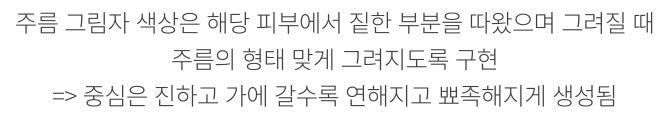 주름 그림자 색상은 해당 피부에서 짙한 부분을 따왔으며 그려질 때
주름의 형태 맞게 그려지도록 구현
=> 중심은 진하고 가에 갈수록 연해지고 뾰족해지게 생성됨